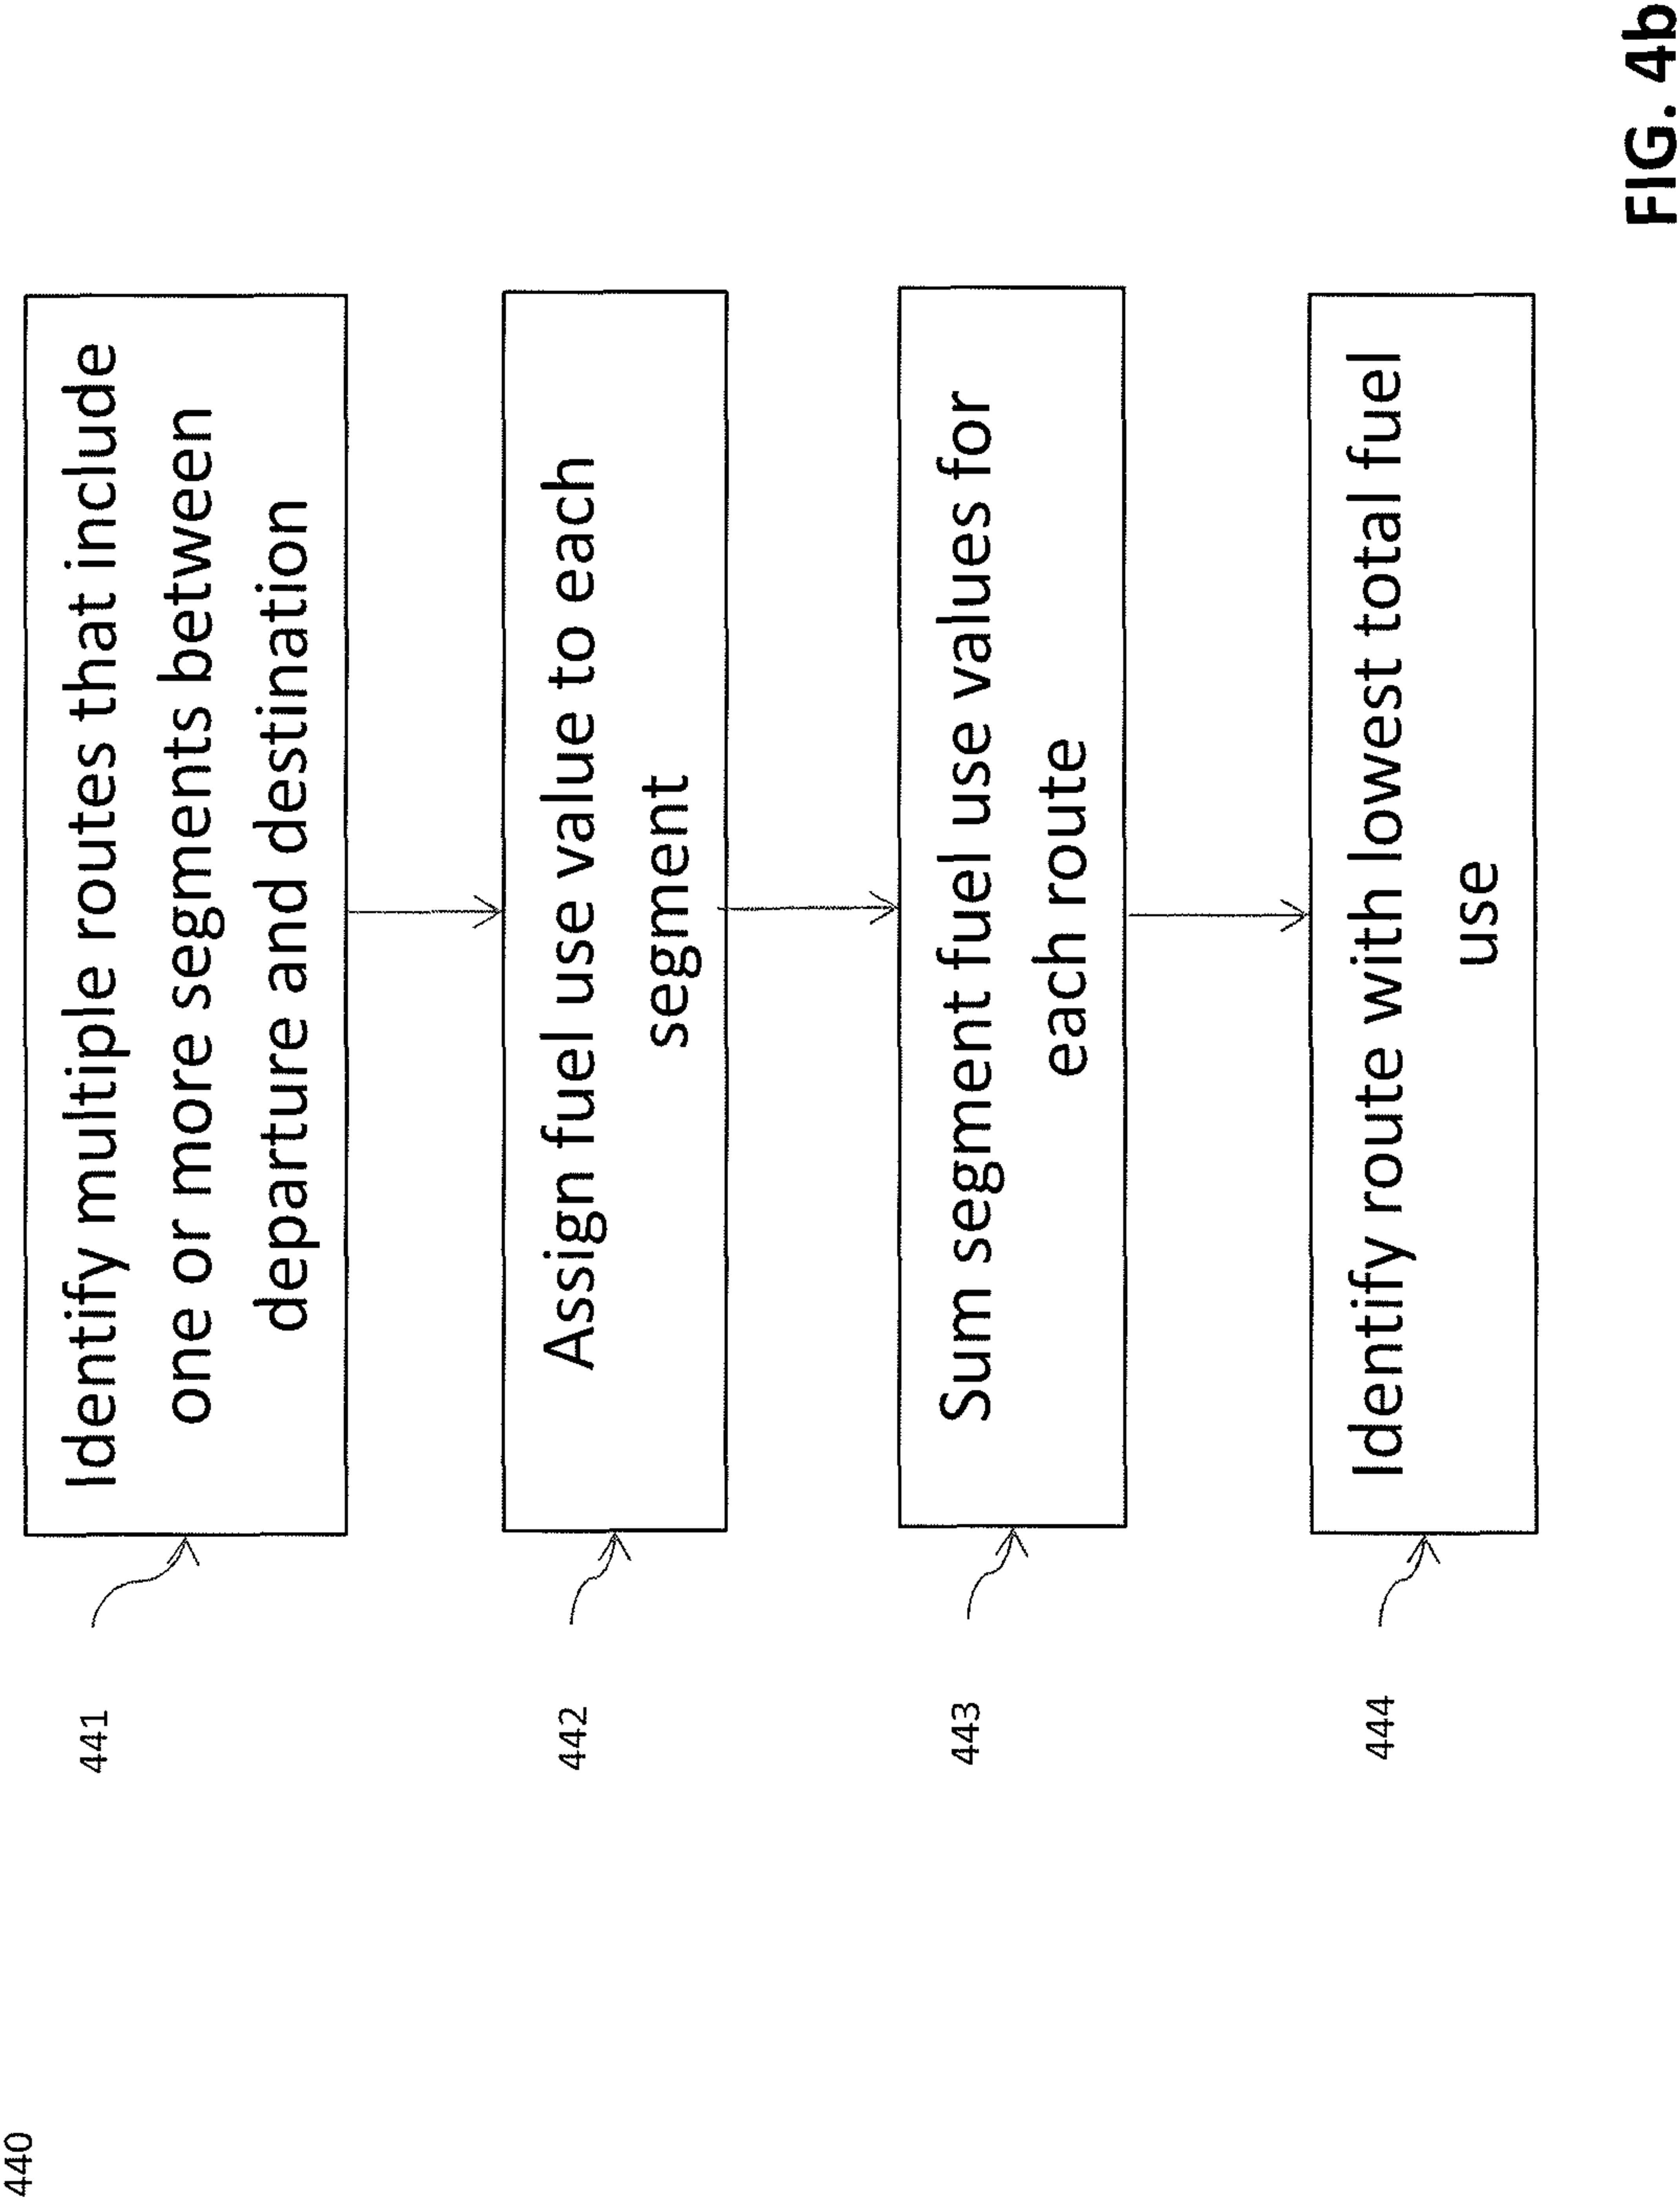 440
441
Identify multiple routes that include
one or more segments between
departure and destination
442
Assign fuel use value to each
segment
443
Sum segment fuel use values for
each route
444
Identify route with lowest total fuel
use
FIG. 4b